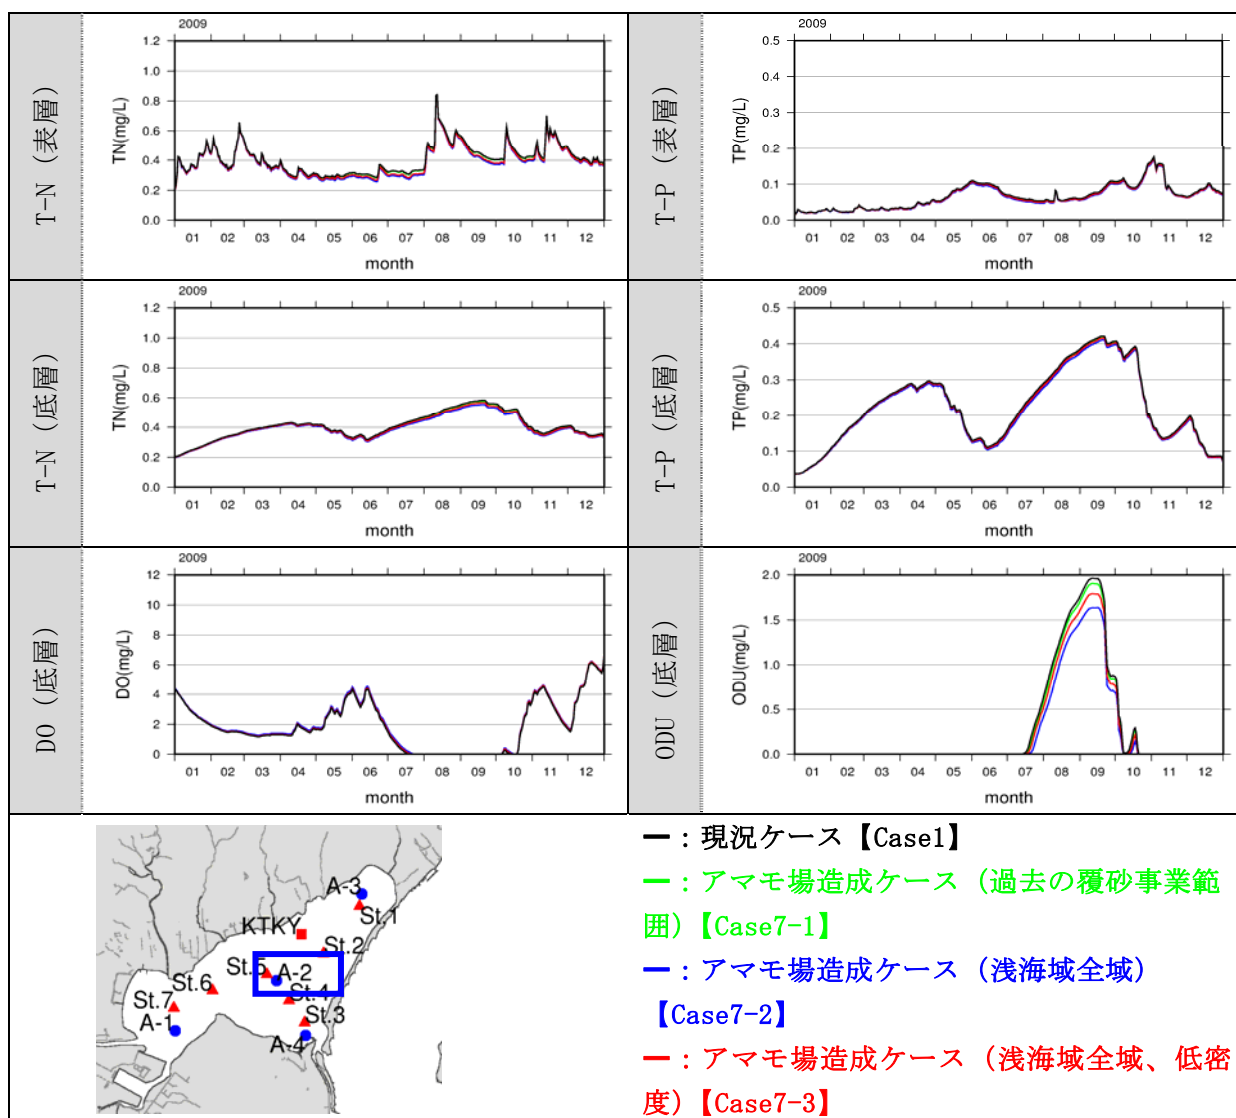 T-N (表層)
2009
TN(mg/L)
1.2
1.0
0.8
0.6
0.4
0.2
0.0
01 02 03 04 05 06 07 08 09 10 11 12
month
T-P (表層)
2009
TP(mg/L)
0.5
0.4
0.3
0.2
0.1
0.0
01 02 03 04 05 06 07 08 09 10 11 12
month
T-N (底層)
2009
TN(mg/L)
1.2
1.0
0.8
0.6
0.4
0.2
0.0
01 02 03 04 05 06 07 08 09 10 11 12
month
T-P (底層)
2009
TP(mg/L)
0.5
0.4
0.3
0.2
0.1
0.0
01 02 03 04 05 06 07 08 09 10 11 12
month
DO (底層)
2009
DO(mg/L)
12
10
8
6
4
2
0
01 02 03 04 05 06 07 08 09 10 11 12
month
ODU (底層)
2009
ODU(mg/L)
2.0
1.5
1.0
0.5
0.0
01 02 03 04 05 06 07 08 09 10 11 12
month
A-3
St.1
KTKY
St.2
St.5
A-2
St.6
St.4
St.7
St.3
A-1
A-4
ー：現況ケース【Case1】
ー：アマモ場造成ケース（過去の覆砂事業範
囲）【Case7-1】
ー：アマモ場造成ケース（浅海域全域）
【Case7-2】
ー：アマモ場造成ケース（浅海域全域、低密
度）【Case7-3】